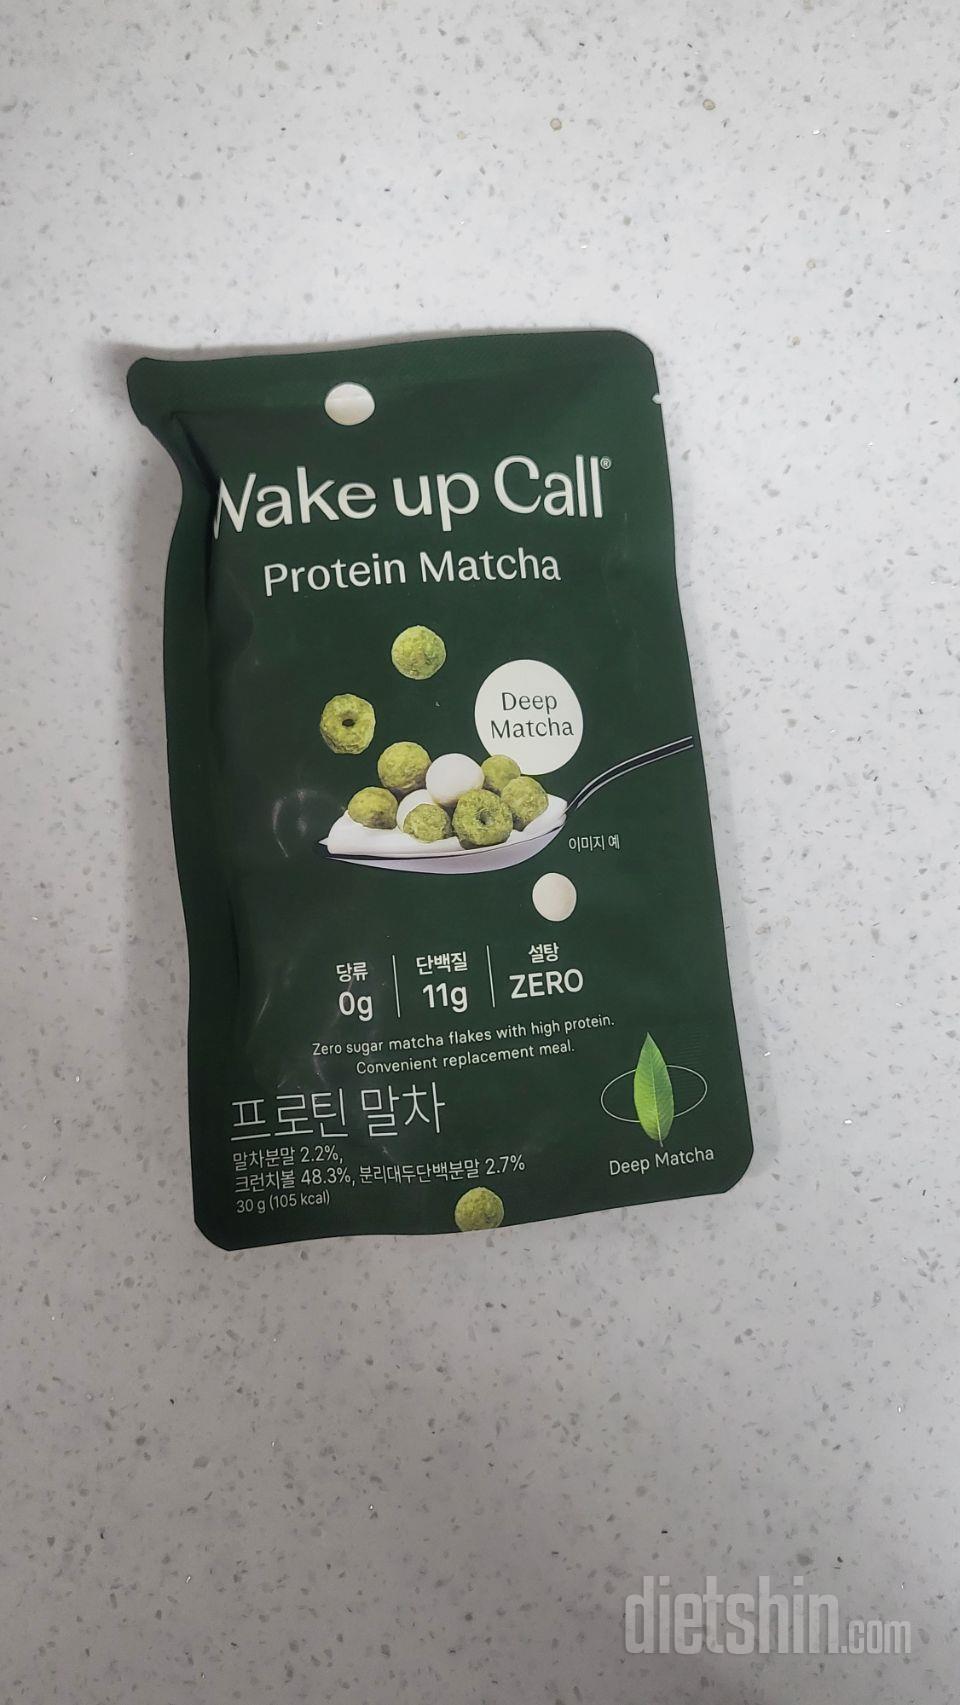 Wake up Call®
Protein Matcha
Deep
Matcha
이미지 예
당류 단백질 설탕
0g 11g ZERO
Zero sugar matcha flakes with high protein.
Convenient replacement meal.
프로틴 말차
말차분말 2.2%,
크런치볼 48.3%, 분리대두단백분말 2.7%
30 g (105 kcal)
Deep Matcha
dietshin.com